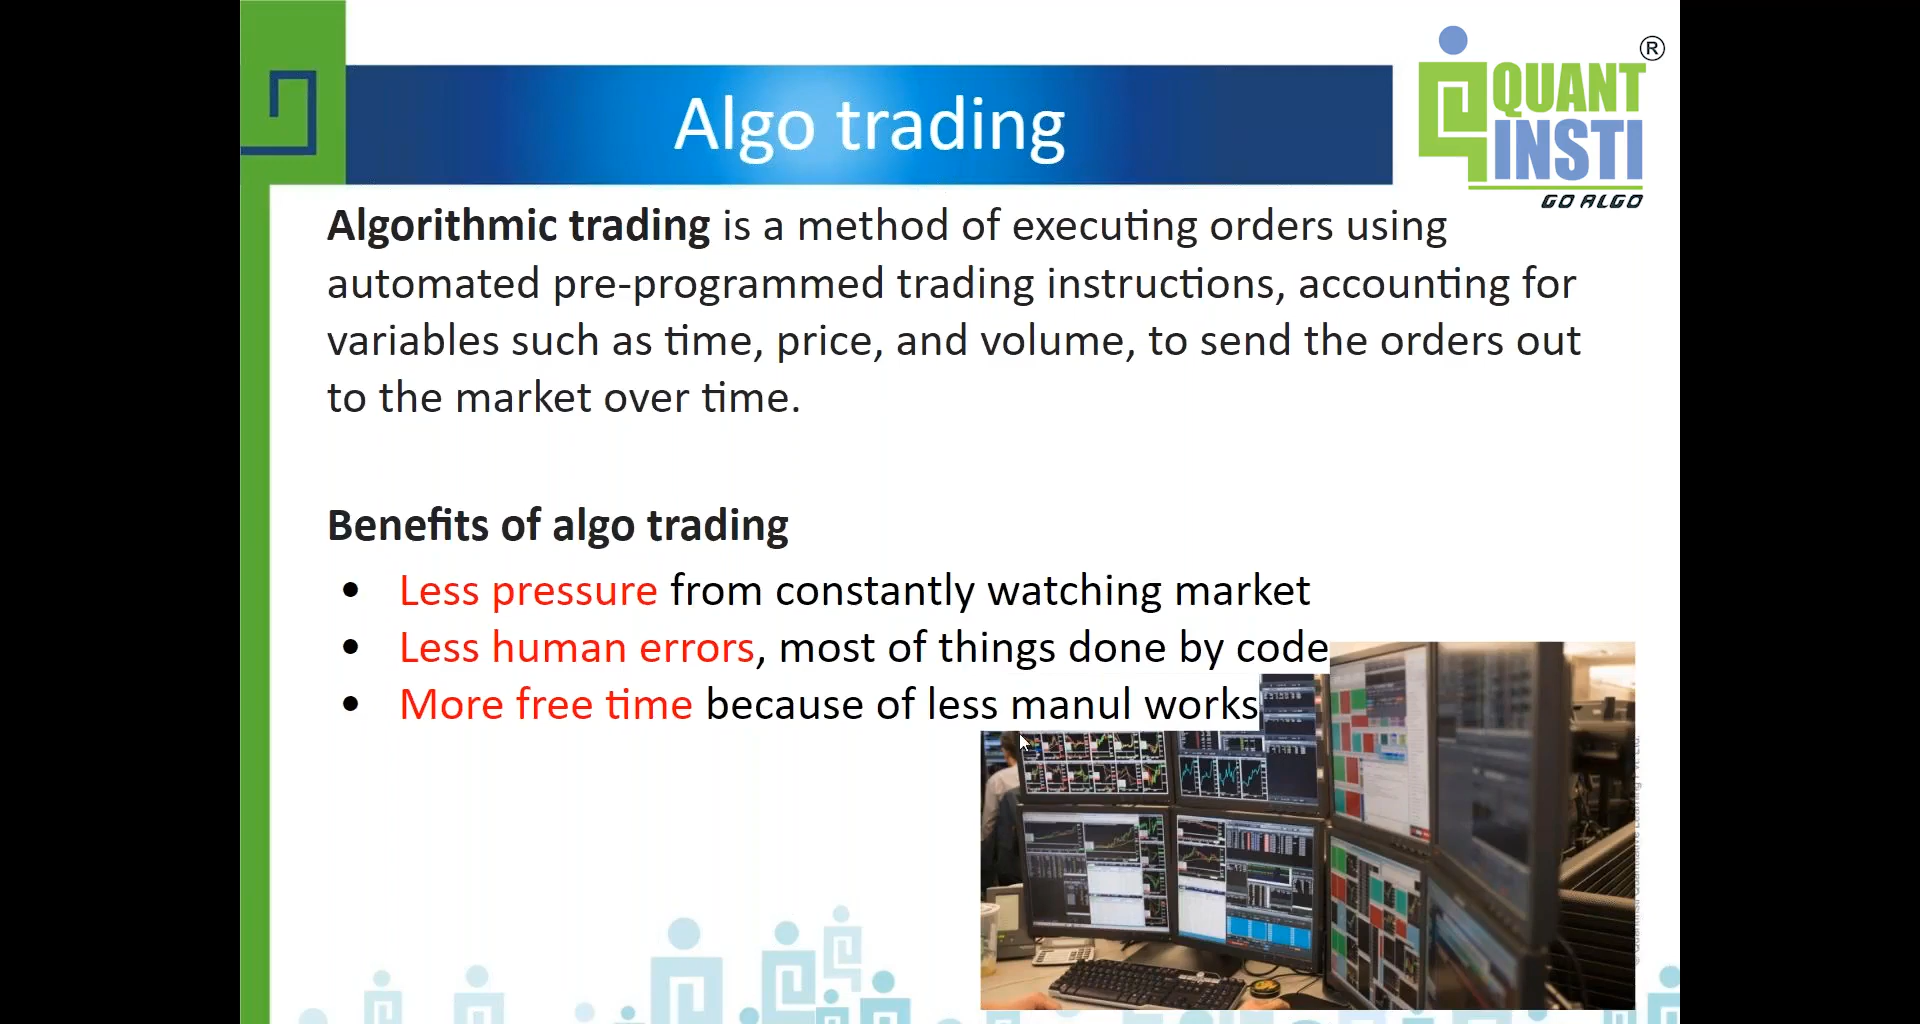 Algo trading
®
QUANT
INSTI
GO ALGO
Algorithmic trading is a method of executing orders using
automated pre-programmed trading instructions, accounting for
variables such as time, price, and volume, to send the orders out
to the market over time.
Benefits of algo trading
• Less pressure from constantly watching market
• Less human errors, most of things done by code
• More free time because of less manul works